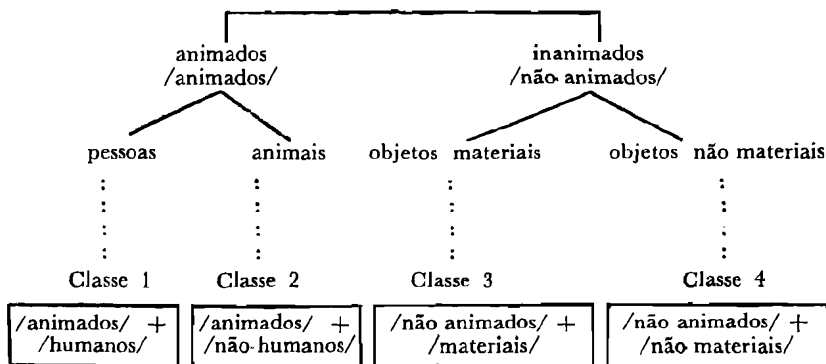 animados inanimados
/animados/ /não animados/
pessoas animais objetos materiais objetos não materiais
Classe 1 Classe 2 Classe 3 Classe 4
/animados/ + /animados/ + /não animados/ + /não animados/ +
/humanos/ /não humanos/ /materiais/ /não materiais/